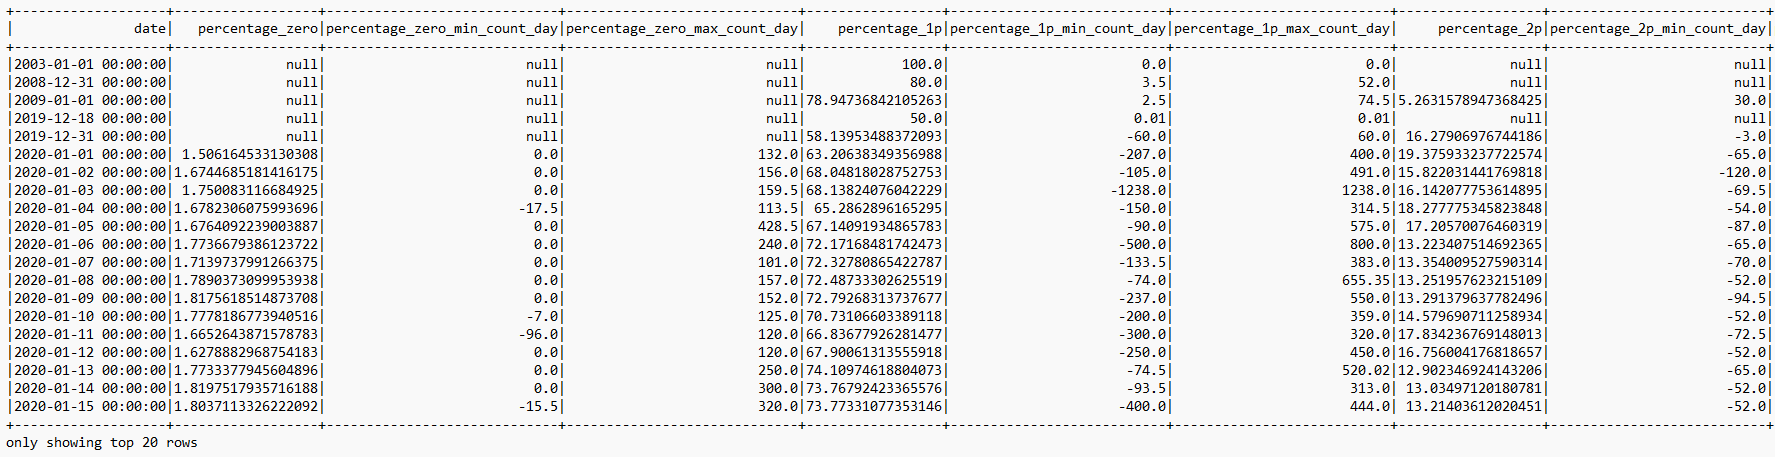 +-------------------+------------------+-----------------------------+-----------------------------+-----------------+---------------------------+---------------------------+------------------+---------------------------+
|               date|   percentage_zero|percentage_zero_min_count_day|percentage_zero_max_count_day|    percentage_1p|percentage_1p_min_count_day|percentage_1p_max_count_day|     percentage_2p|percentage_2p_min_count_day|
+-------------------+------------------+-----------------------------+-----------------------------+-----------------+---------------------------+---------------------------+------------------+---------------------------+
|2003-01-01 00:00:00|              null|                         null|                         null|            100.0|                        0.0|                        0.0|              null|                       null|
|2008-12-31 00:00:00|              null|                         null|                         null|             80.0|                        3.5|                       52.0|              null|                       null|
|2009-01-01 00:00:00|              null|                         null|                         null|78.94736842105263|                        2.5|                       74.5|5.2631578947368425|                       30.0|
|2019-12-18 00:00:00|              null|                         null|                         null|             50.0|                       0.01|                       0.01|              null|                       null|
|2019-12-31 00:00:00|              null|                         null|                         null|58.13953488372093|                      -60.0|                       60.0| 16.27906976744186|                       -3.0|
|2020-01-01 00:00:00| 1.506164533130308|                          0.0|                        132.0|63.20638349356988|                     -207.0|                      400.0|19.375933237722574|                      -65.0|
|2020-01-02 00:00:00|1.6744685181416175|                          0.0|                        156.0|68.04818028752753|                     -105.0|                      491.0|15.822031441769818|                     -120.0|
|2020-01-03 00:00:00| 1.750083116684925|                          0.0|                        159.5|68.13824076042229|                    -1238.0|                     1238.0|16.142077753614895|                      -69.5|
|2020-01-04 00:00:00|1.6782306075993696|                        -17.5|                        113.5| 65.2862896165295|                     -150.0|                      314.5|18.277775345823848|                      -54.0|
|2020-01-05 00:00:00|1.6764092239003887|                          0.0|                        428.5|67.14091934865783|                      -90.0|                      575.0| 17.20570076460319|                      -87.0|
|2020-01-06 00:00:00|1.7736679386123722|                          0.0|                        240.0|72.17168481742473|                     -500.0|                      800.0|13.223407514692365|                      -65.0|
|2020-01-07 00:00:00|1.7139737991266375|                          0.0|                        101.0|72.32780865422787|                     -133.5|                      383.0|13.354095275903​14|                      -70.0|
|2020-01-08 00:00:00|1.7890373099953938|                          0.0|                        157.0|72.48733302625519|                      -74.0|                     655.35|13.251957623215109|                      -52.0|
|2020-01-09 00:00:00|1.8175618514873708|                          0.0|                        152.0|72.79268313737677|                     -237.0|                      550.0|13.291379637782496|                      -94.5|
|2020-01-10 00:00:00|1.7778186773940516|                         -7.0|                        125.0|70.73106603389118|                     -200.0|                      359.0|14.579690711258934|                      -52.0|
|2020-01-11 00:00:00|1.6652643871578783|                        -96.0|                        120.0|66.83677926281477|                     -300.0|                      320.0|17.834236769148013|                      -72.5|
|2020-01-12 00:00:00|1.6278882968754183|                          0.0|                        120.0|67.90061313555918|                     -250.0|                      450.0|16.756004176818657|                      -52.0|
|2020-01-13 00:00:00|1.7733377945604896|                          0.0|                        250.0|74.10974618804073|                      -74.5|                     520.02|12.902346924143206|                      -65.0|
|2020-01-14 00:00:00|1.8197517935716188|                          0.0|                        300.0|73.76792423365576|                      -93.5|                      313.0| 13.03497120180781|                      -52.0|
|2020-01-15 00:00:00|1.8037113326222092|                        -15.5|                        320.0|73.77331077353146|                     -400.0|                      444.0| 13.21403612020451|                      -52.0|
+-------------------+------------------+-----------------------------+-----------------------------+-----------------+---------------------------+---------------------------+------------------+---------------------------+
only showing top 20 rows